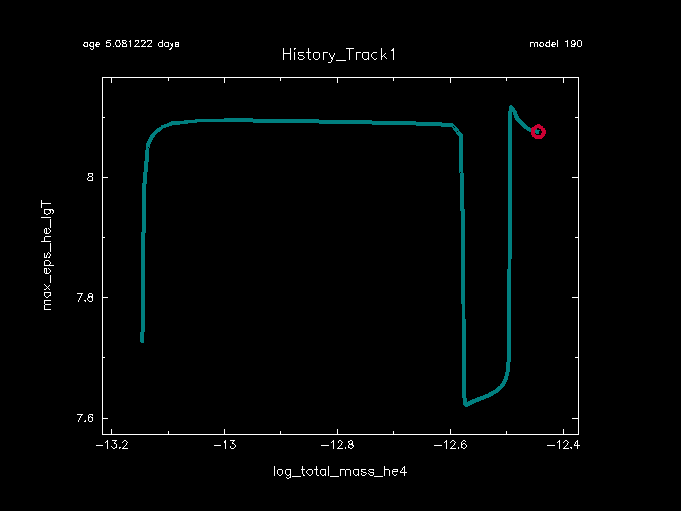 age 5.081222 days
model 190
History_Track1
8
7.8
7.6
max_eps_he_lgT
−13.2
−13
−12.8
−12.6
−12.4
log_total_mass_he4